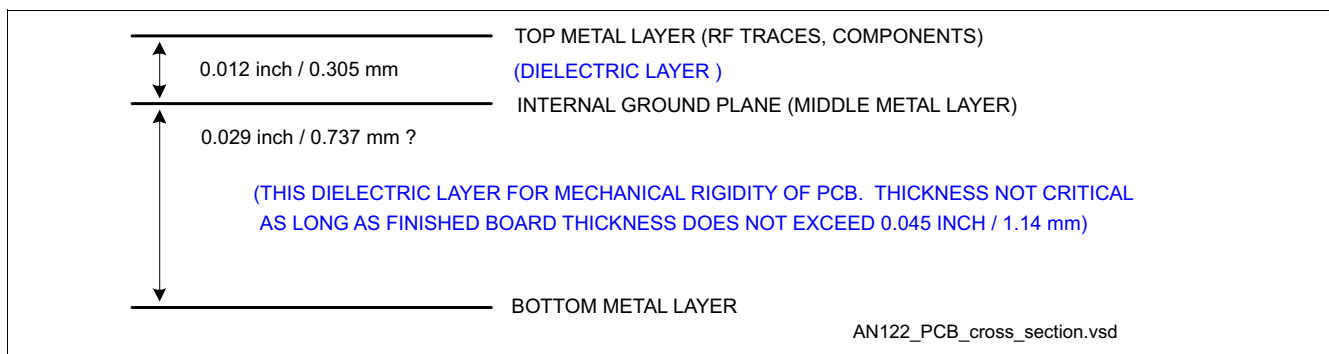 TOP METAL LAYER (RF TRACES, COMPONENTS)
0.012 inch / 0.305 mm
(DIELECTRIC LAYER )
INTERNAL GROUND PLANE (MIDDLE METAL LAYER)
0.029 inch / 0.737 mm ?
(THIS DIELECTRIC LAYER FOR MECHANICAL RIGIDITY OF PCB. THICKNESS NOT CRITICAL
AS LONG AS FINISHED BOARD THICKNESS DOES NOT EXCEED 0.045 INCH / 1.14 mm)
BOTTOM METAL LAYER
AN122_PCB_cross_section.vsd